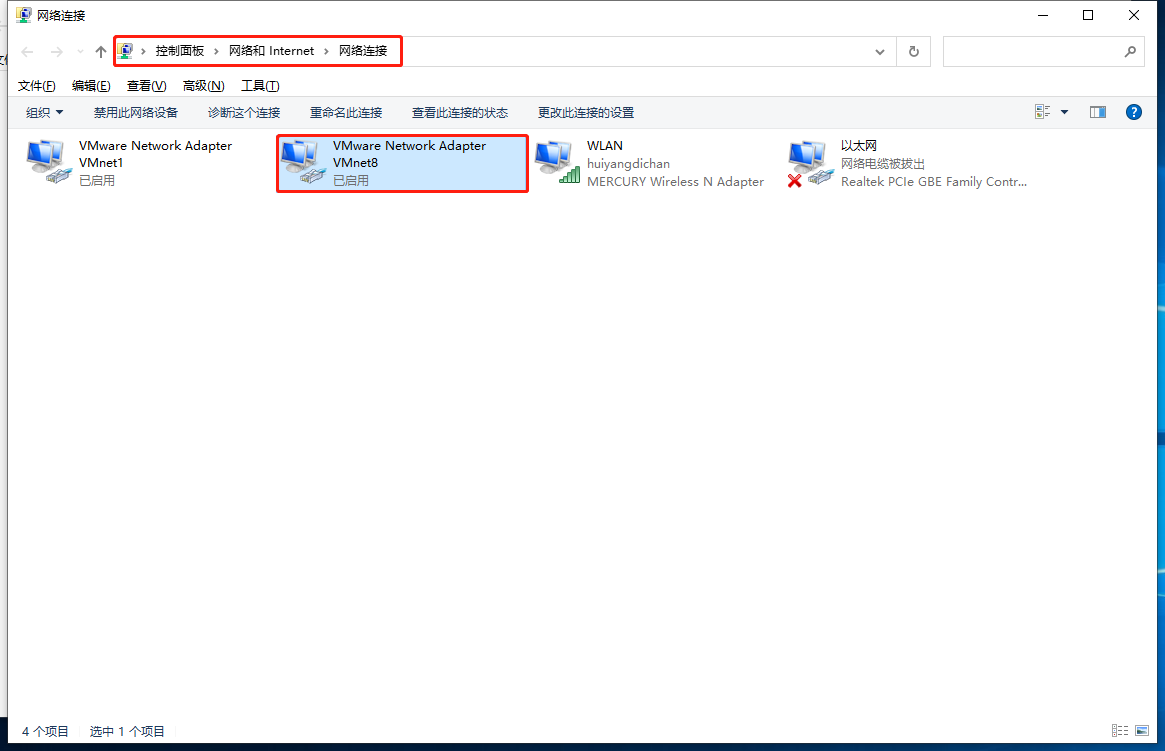 网络连接
控制面板 › 网络和 Internet › 网络连接
文件(F) 编辑(E) 查看(V) 高级(N) 工具(T)
组织 禁用此网络设备 诊断这个连接 重命名此连接 查看此连接的状态 更改此连接的设置
VMware Network Adapter
VMnet1
已启用
VMware Network Adapter
VMnet8
已启用
WLAN
huiyangdichan
MERCURY Wireless N Adapter
以太网
网络电缆被拔出
Realtek PCIe GBE Family Contr...
4 个项目 选中 1 个项目